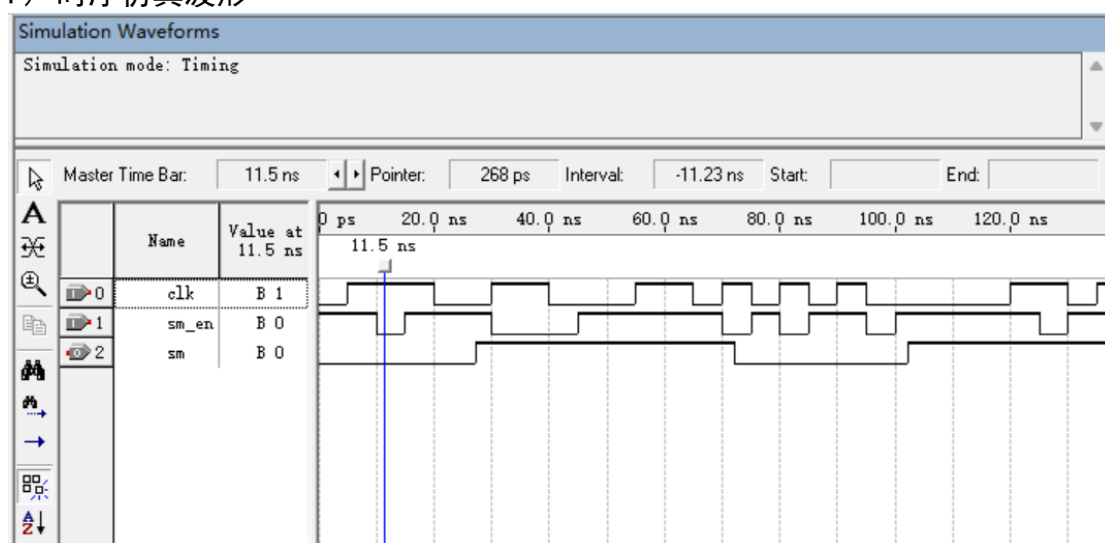 Simulation Waveforms
Simulation mode: Timing
Master Time Bar: 11.5 ns Pointer: 268 ps Interval: -11.23 ns Start: End:
Name Value at 11.5 ns 0 ps 20.0 ns 40.0 ns 60.0 ns 80.0 ns 100.0 ns 120.0 ns
11.5 ns
0 clk B 1
1 sm_en B 0
2 sm B 0